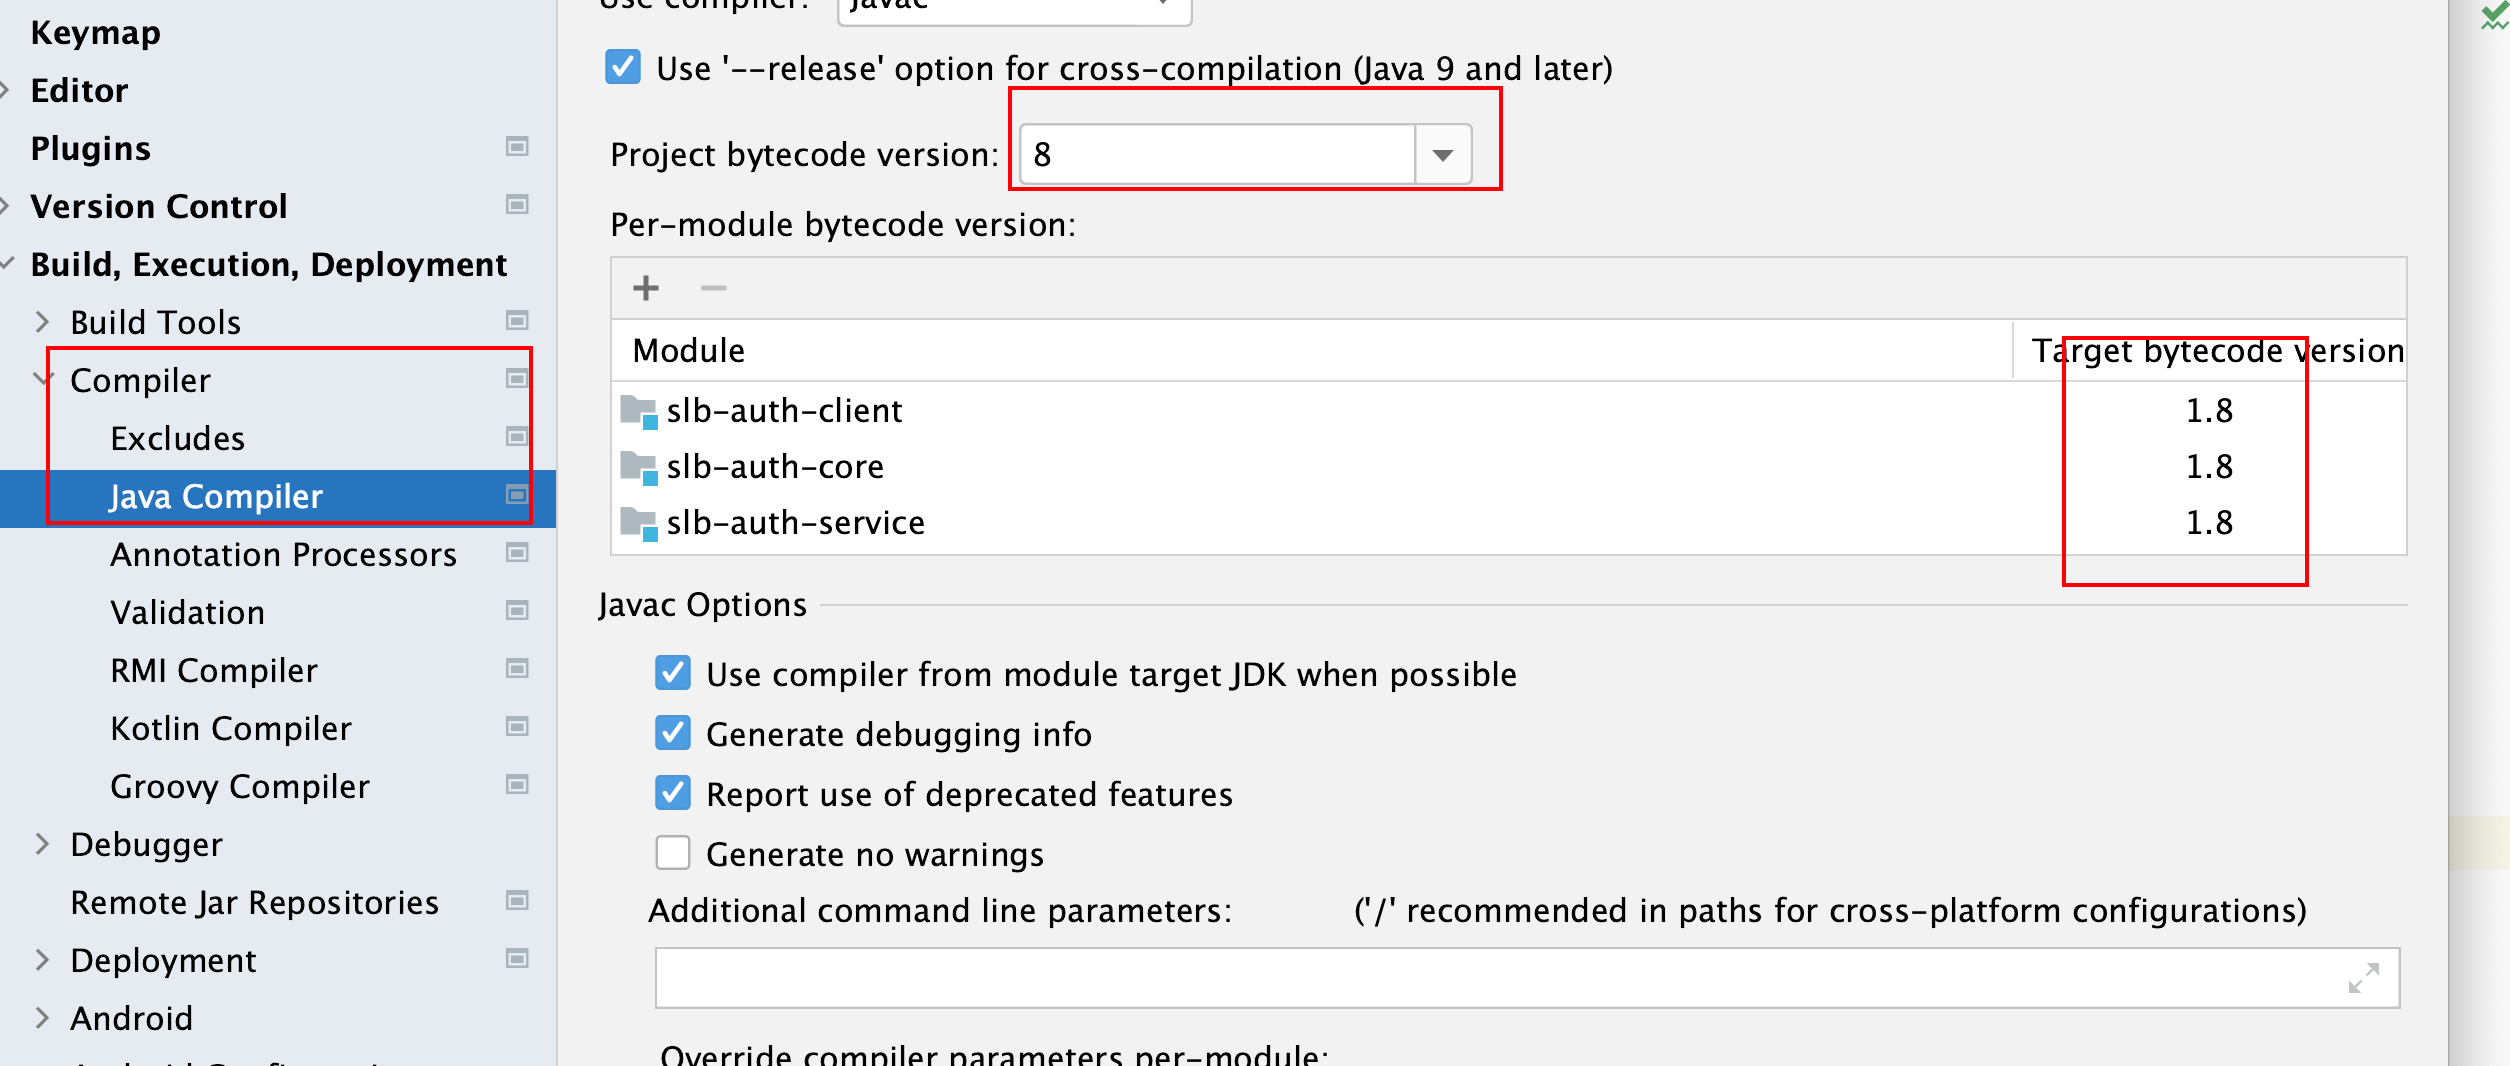 Keymap
Editor
Plugins
Version Control
Build, Execution, Deployment
Build Tools
Compiler
Excludes
Java Compiler
Annotation Processors
Validation
RMI Compiler
Kotlin Compiler
Groovy Compiler
Debugger
Remote Jar Repositories
Deployment
Android
Use compiler: Javac
Use '--release' option for cross-compilation (Java 9 and later)
Project bytecode version: 8
Per-module bytecode version:
Module Target bytecode version
slb-auth-client 1.8
slb-auth-core 1.8
slb-auth-service 1.8
Javac Options
Use compiler from module target JDK when possible
Generate debugging info
Report use of deprecated features
Generate no warnings
Additional command line parameters: ('/' recommended in paths for cross-platform configurations)
Override compiler parameters per-module: